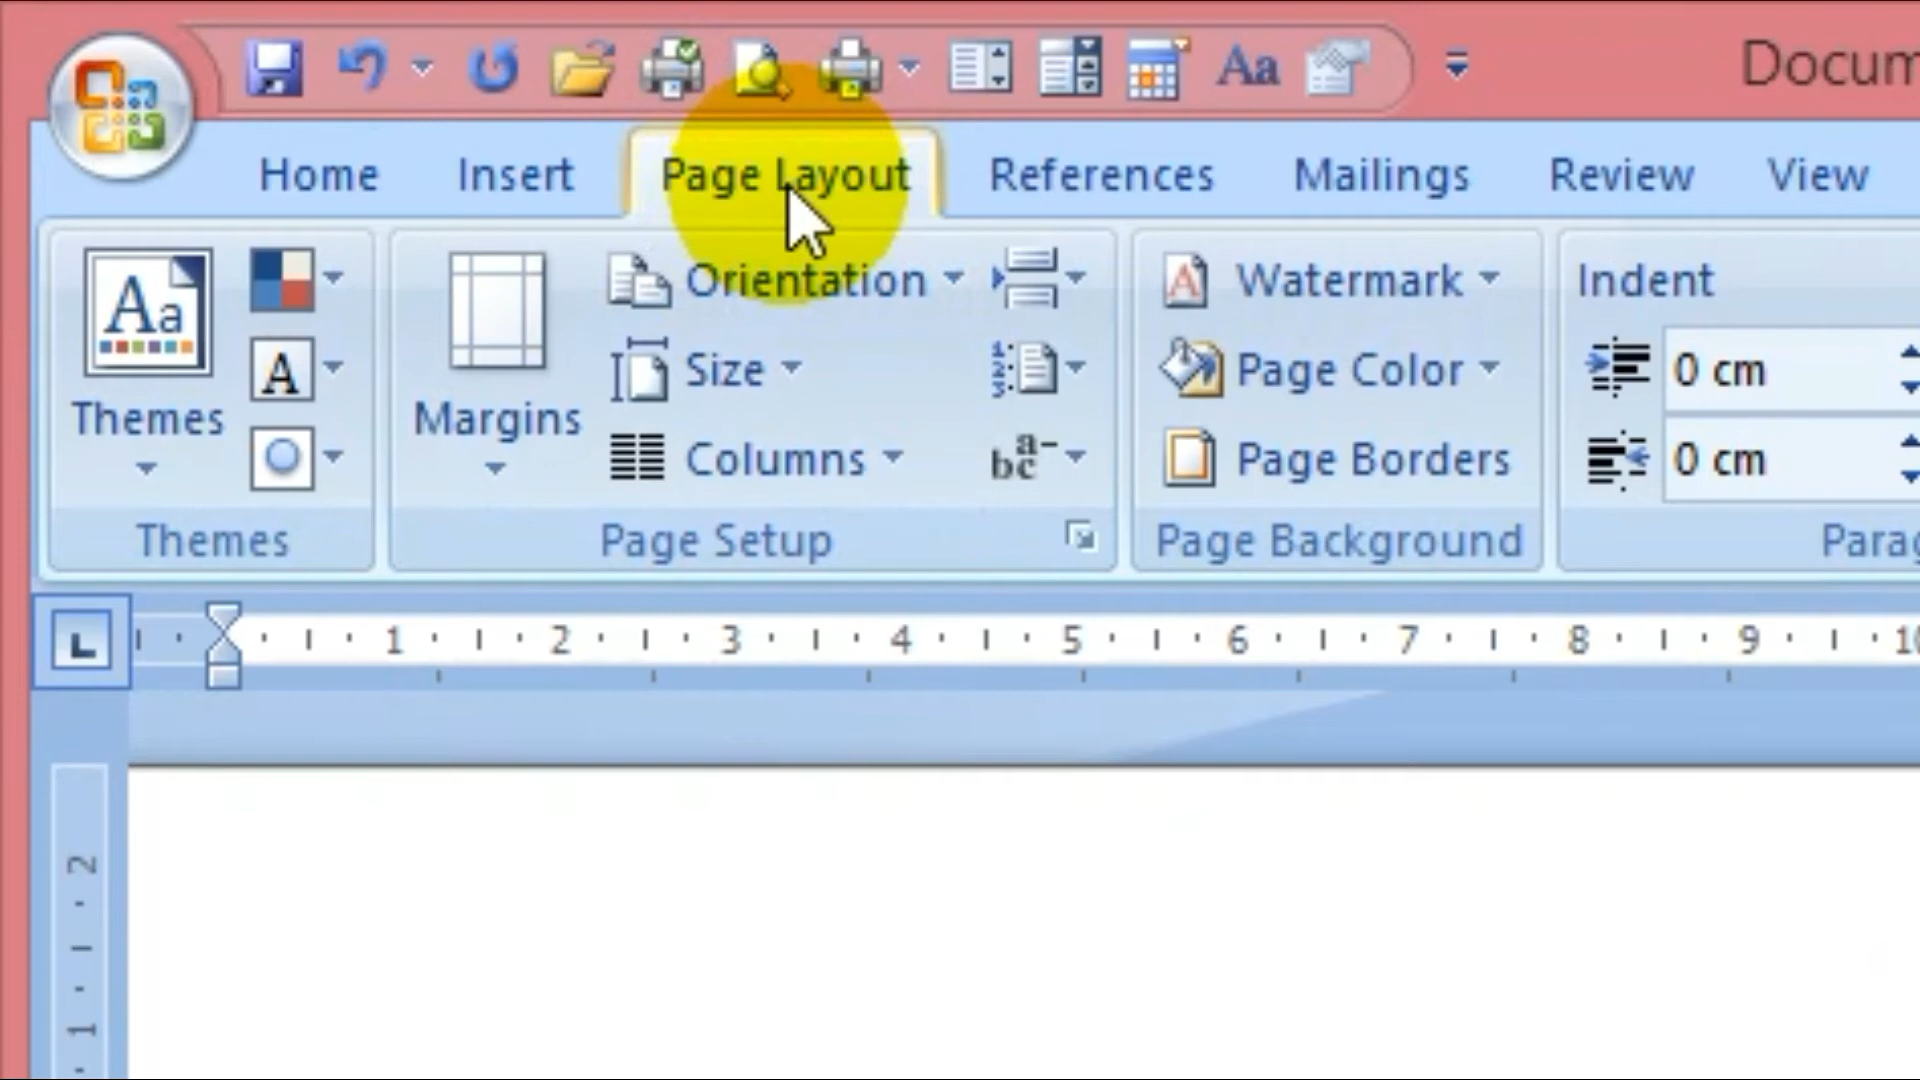 Docum
Home Insert Page Layout References Mailings Review View
Orientation Watermark Indent
Size Page Color 0 cm
Themes Margins
Columns Page Borders 0 cm
Themes Page Setup Page Background Parag
1 2 3 4 5 6 7 8 9 10
2
1